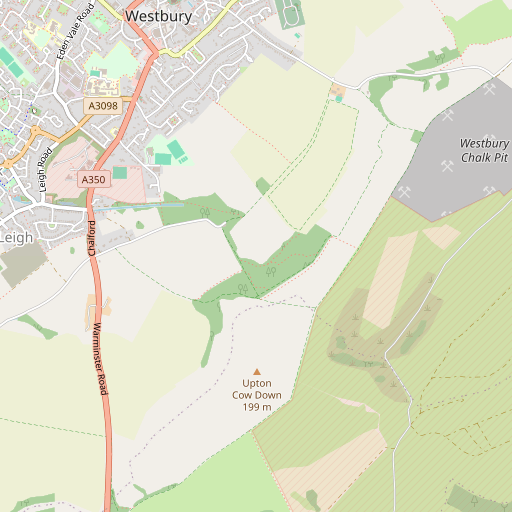 Westbury
Eden Vale Road
A3098
Westbury
Chalk Pit
Leigh Road
A350
Chalford
Leigh
Warminster Road
Upton
Cow Down
199 m